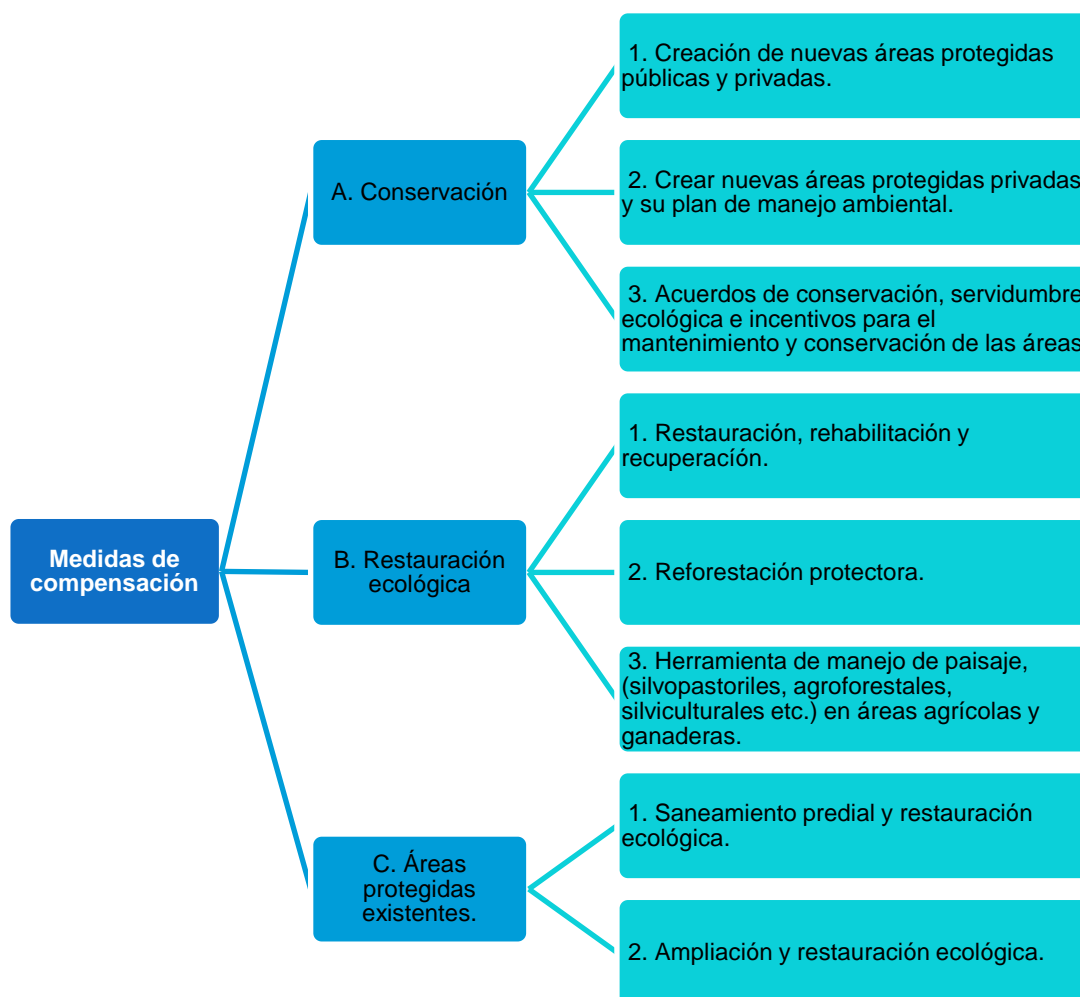 1. Creación de nuevas áreas protegidas
públicas y privadas.
A. Conservación
2. Crear nuevas áreas protegidas privadas
y su plan de manejo ambiental.
3. Acuerdos de conservación, servidumbre
ecológica e incentivos para el
mantenimiento y conservación de las áreas
1. Restauración, rehabilitación y
recuperacíón.
Medidas de
compensación
B. Restauración
ecológica
2. Reforestación protectora.
3. Herramienta de manejo de paisaje,
(silvopastoriles, agroforestales,
silviculturales etc.) en áreas agrícolas y
ganaderas.
1. Saneamiento predial y restauración
ecológica.
C. Áreas
protegidas
existentes.
2. Ampliación y restauración ecológica.